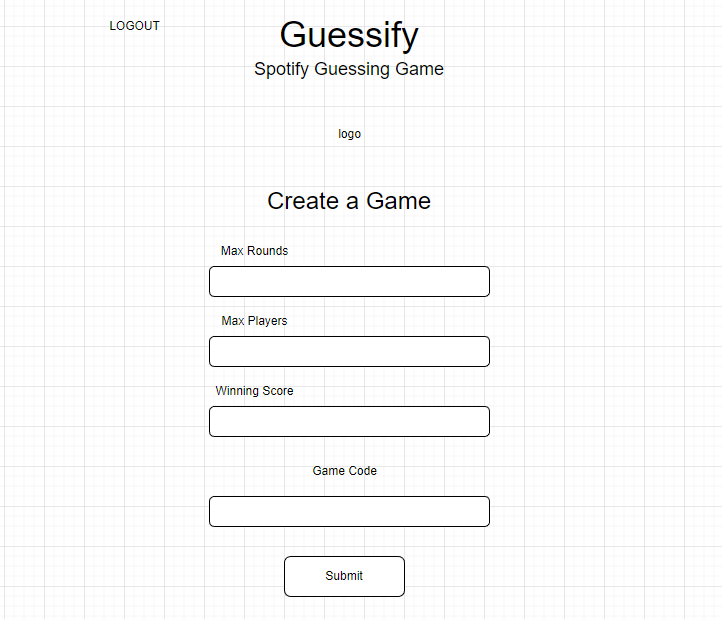 LOGOUT
Guessify
Spotify Guessing Game
logo
Create a Game
Max Rounds
Max Players
Winning Score
Game Code
Submit